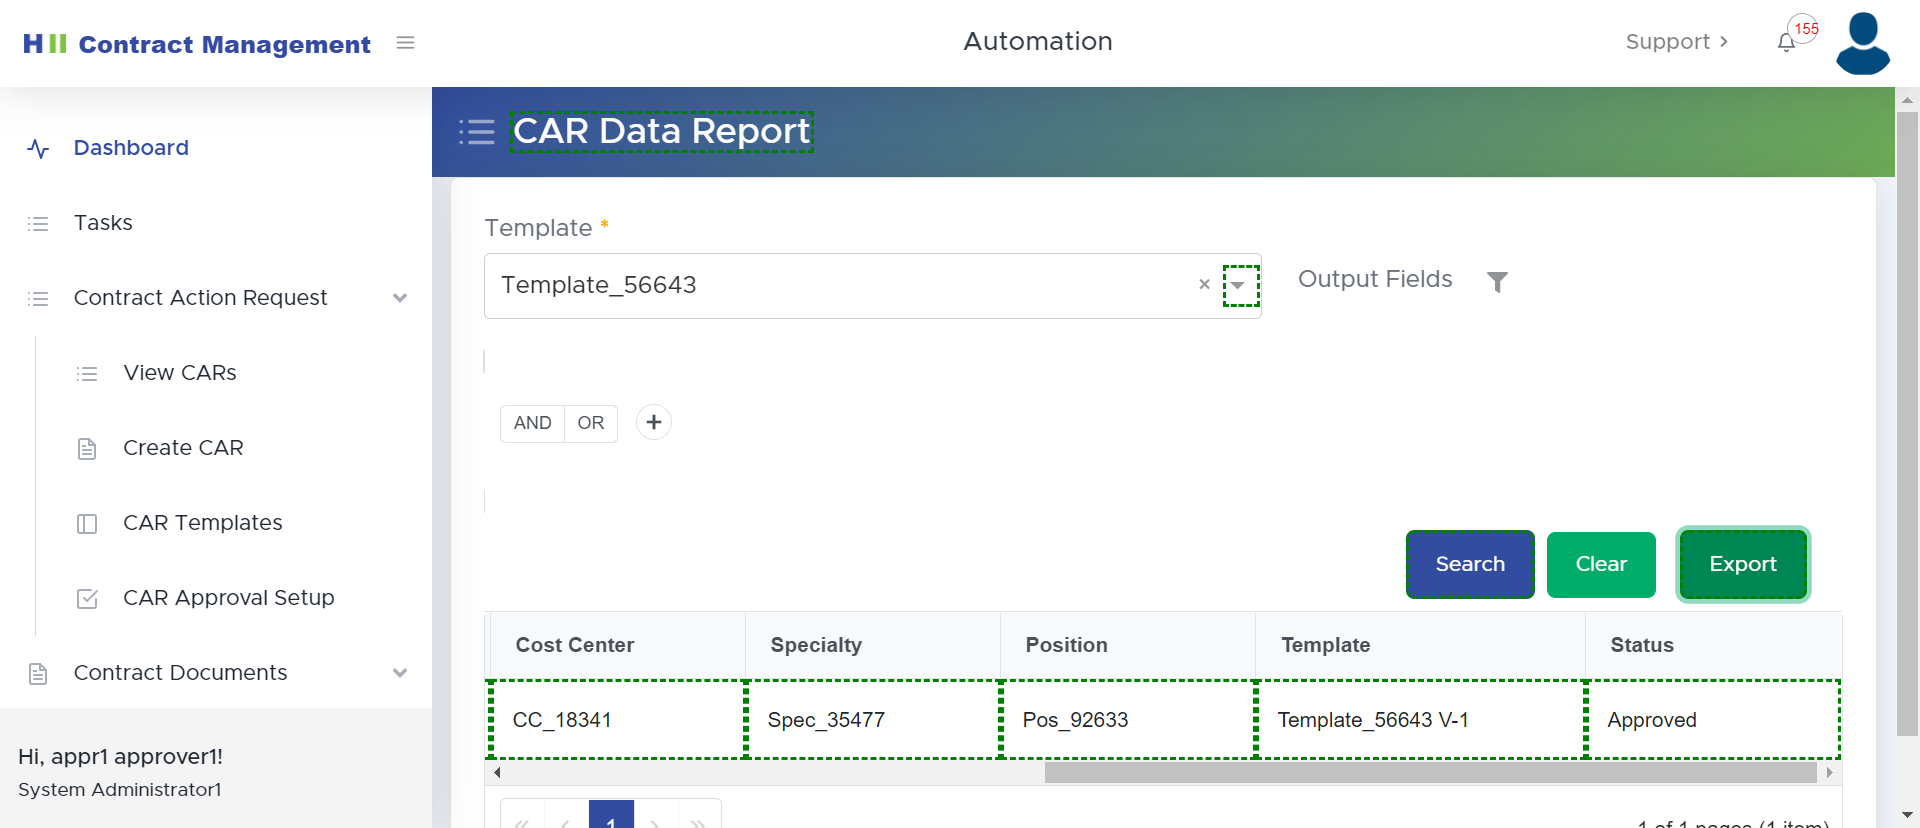 HII Contract Management
Automation
Support
155
Dashboard
Tasks
Contract Action Request
View CARs
Create CAR
CAR Templates
CAR Approval Setup
Contract Documents
Hi, appr1 approver1!
System Administrator1
CAR Data Report
Template *
Template_56643
Output Fields
AND OR +
Search Clear Export
Cost Center Specialty Position Template Status
CC_18341 Spec_35477 Pos_92633 Template_56643 V-1 Approved
1
1 of 1 pages (1 item)